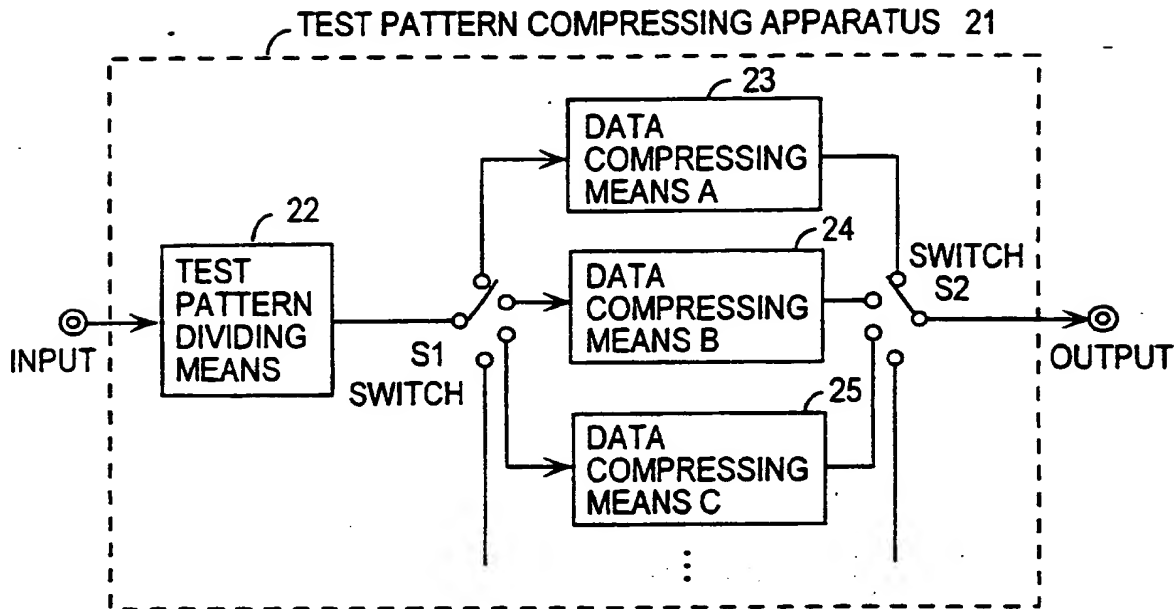 TEST PATTERN COMPRESSING APPARATUS 21
23
DATA
COMPRESSING
MEANS A
22
TEST
PATTERN
DIVIDING
MEANS
24
DATA
COMPRESSING
MEANS B
SWITCH
S2
INPUT
S1
SWITCH
OUTPUT
25
DATA
COMPRESSING
MEANS C